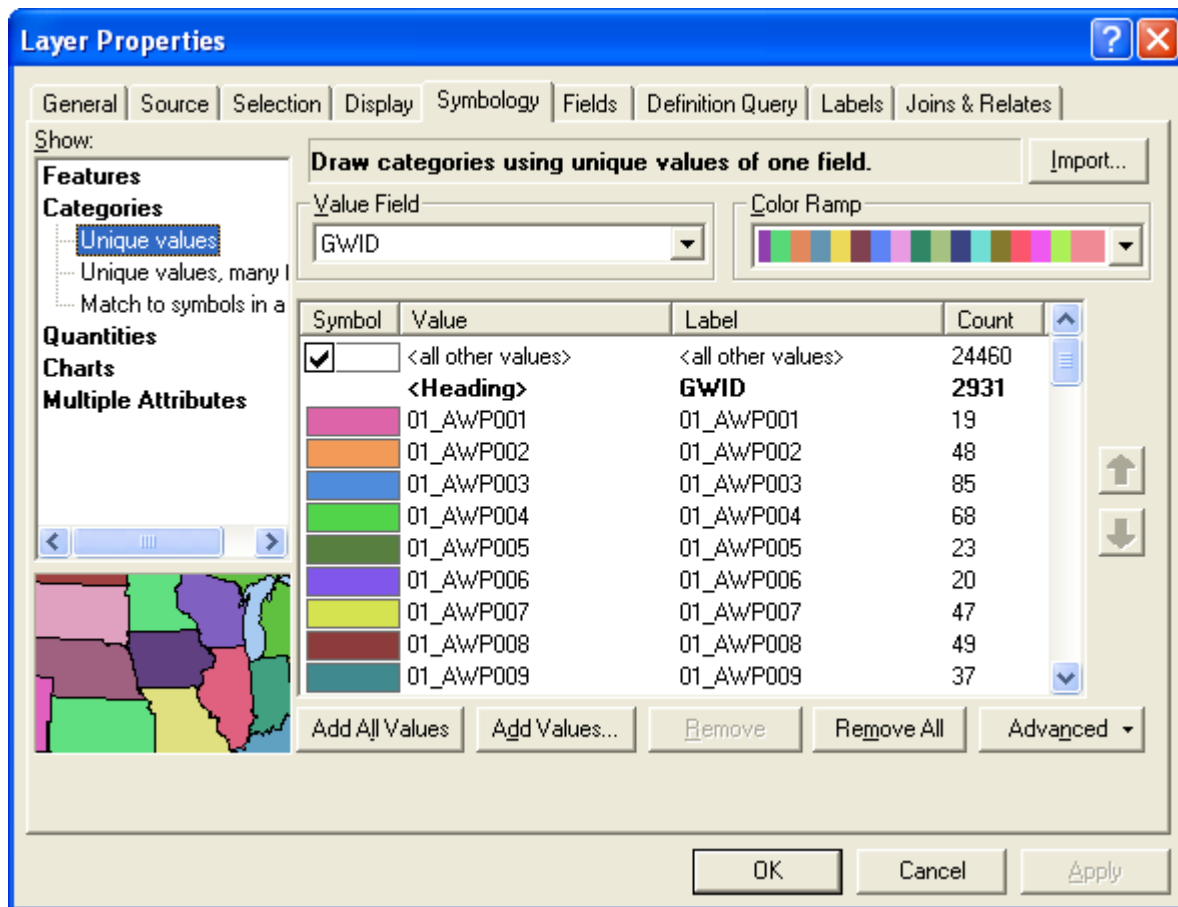 Layer Properties
General Source Selection Display Symbology Fields Definition Query Labels Joins & Relates
Show:
Features
Categories
Unique values
Unique values, many f
Match to symbols in a
Quantities
Charts
Multiple Attributes
Draw categories using unique values of one field.
Import...
Value Field
GWID
Color Ramp
Symbol Value Label Count
<all other values> <all other values> 24460
<Heading> GWID 2931
01_AWP001 01_AWP001 19
01_AWP002 01_AWP002 48
01_AWP003 01_AWP003 85
01_AWP004 01_AWP004 68
01_AWP005 01_AWP005 23
01_AWP006 01_AWP006 20
01_AWP007 01_AWP007 47
01_AWP008 01_AWP008 49
01_AWP009 01_AWP009 37
Add All Values Add Values... Remove Remove All Advanced
OK Cancel Apply